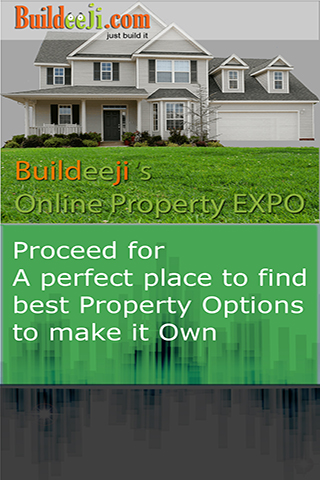 Buildeeji.com
just build it
Buildeeji's
Online Property EXPO
Proceed for
A perfect place to find
best Property Options
to make it Own